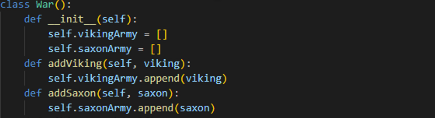 class War():
    def __init__(self):
        self.vikingArmy = []
        self.saxonArmy = []
    def addViking(self, viking):
        self.vikingArmy.append(viking)
    def addSaxon(self, saxon):
        self.saxonArmy.append(saxon)